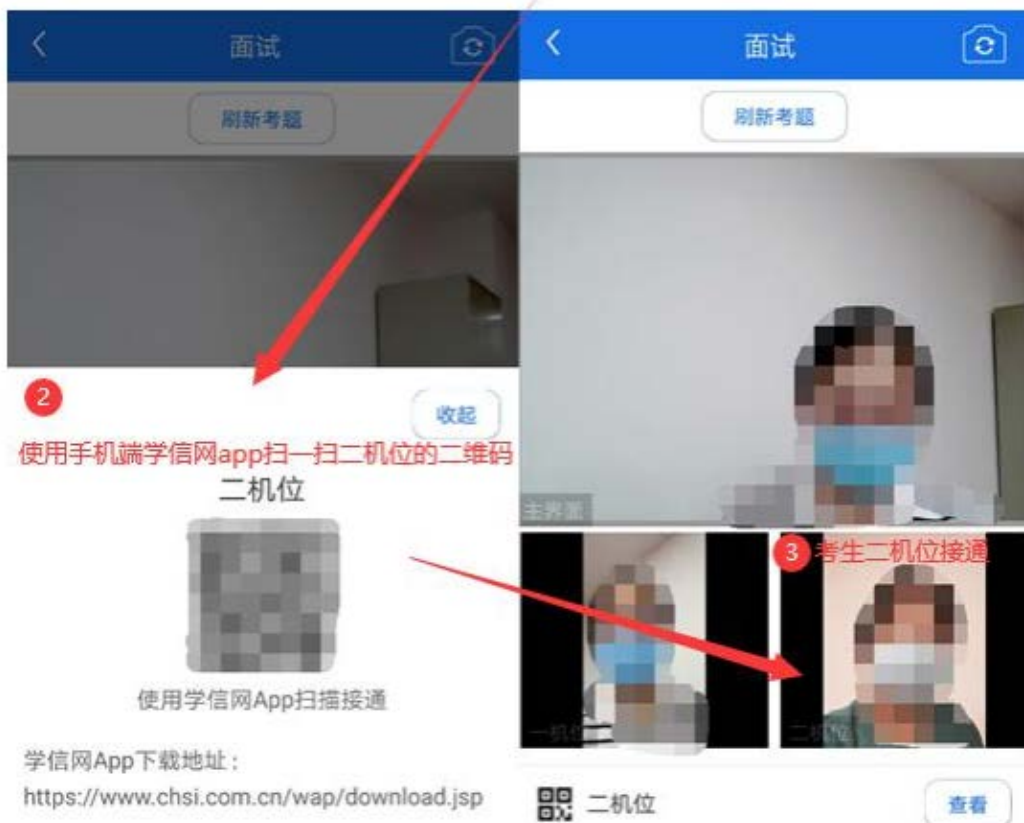 面试
刷新考题
2
收起
使用手机端学信网app扫一扫二机位的二维码
二机位
使用学信网App扫描接通
学信网App下载地址：
https://www.chsi.com.cn/wap/download.jsp
面试
刷新考题
主界面
3 考生二机位接通
一机位
二机位
二机位
查看